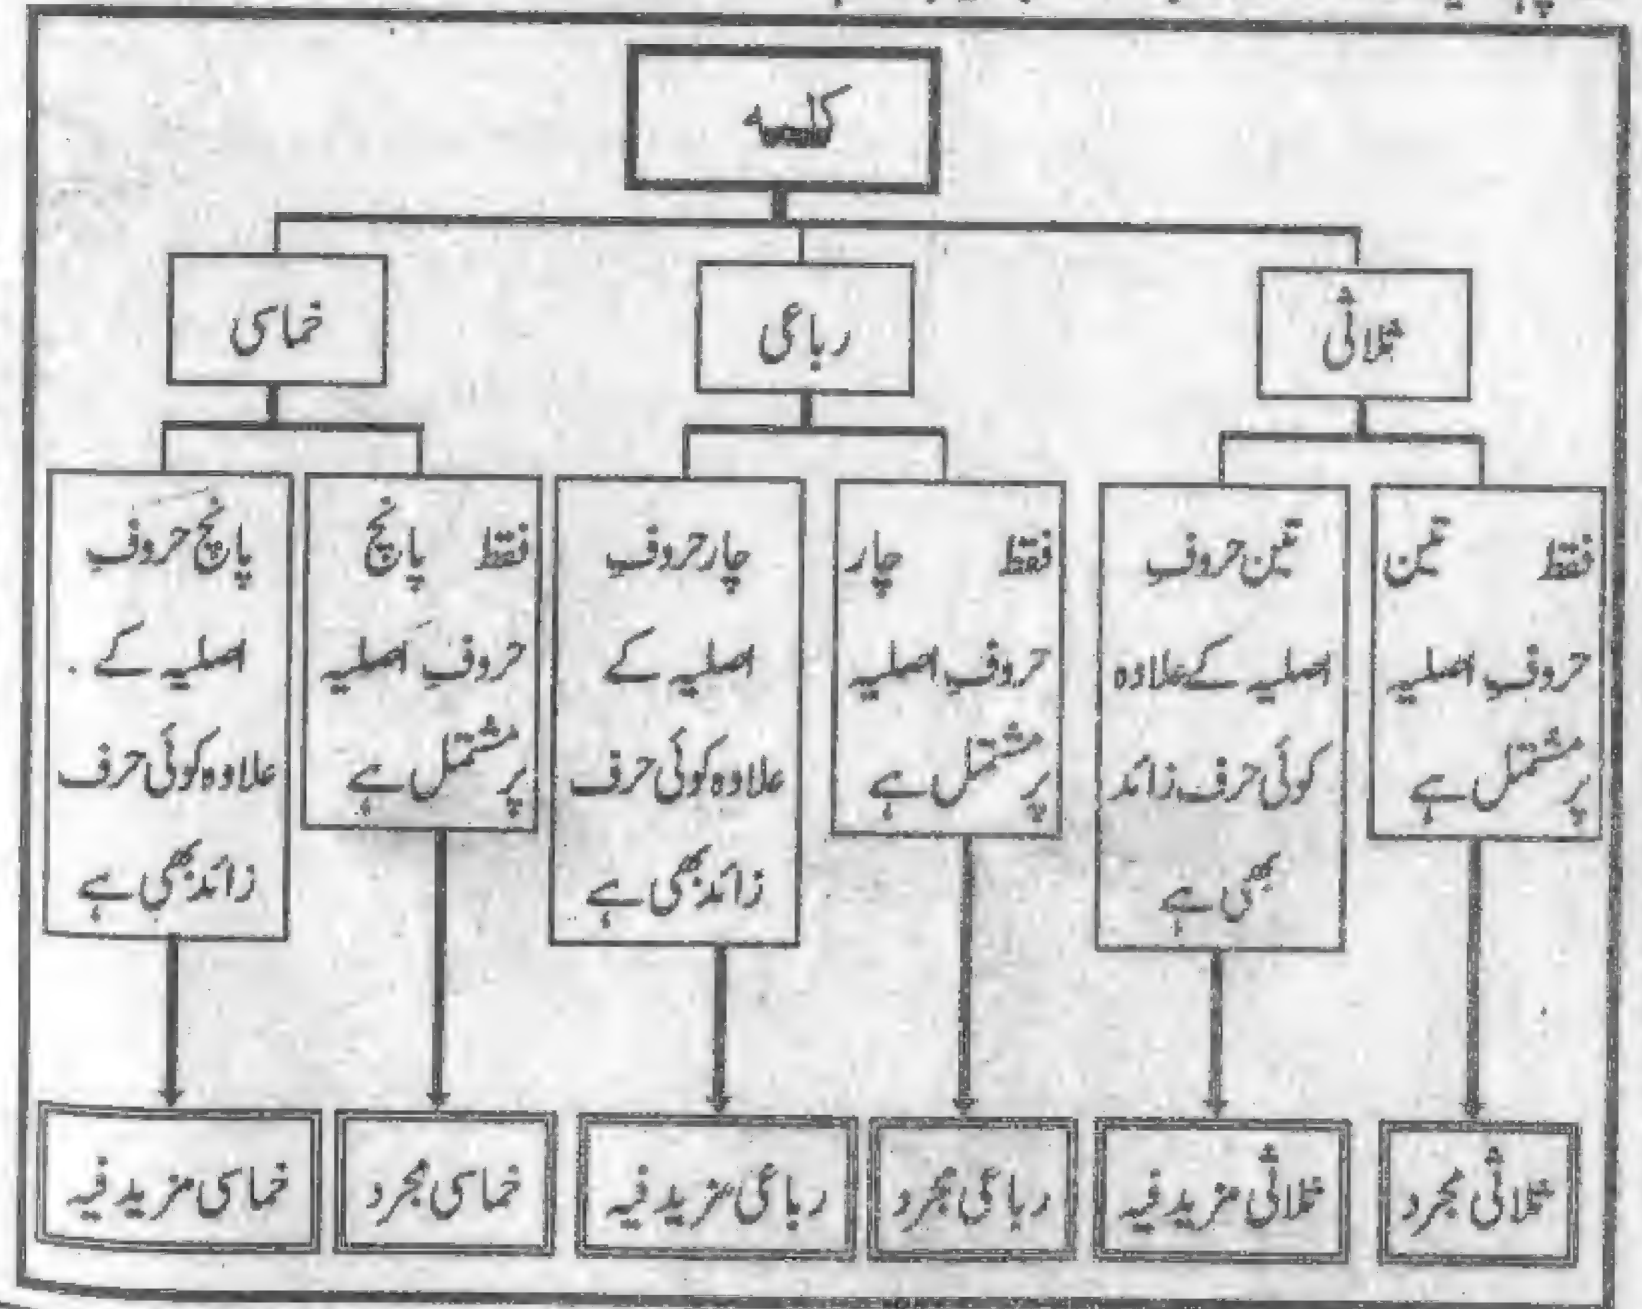 کلمه
ثلاثی
رباعی
خماسی
فقط تین
حروفِ اصلیہ
پر مشتمل ہے
تین حروفِ
اصلیہ کے علاوہ
کوئی حرف زائد
بھی ہے
فقط چار
حروفِ اصلیہ
پر مشتمل ہے
چار حروفِ
اصلیہ کے
علاوہ کوئی حرف
زائد بھی ہے
فقط پانچ
حروفِ اصلیہ
پر مشتمل ہے
پانچ حروفِ
اصلیہ کے
علاوہ کوئی حرف
زائد بھی ہے
ثلاثی مجرد
ثلاثی مزید فیہ
رباعی مجرد
رباعی مزید فیہ
خماسی مجرد
خماسی مزید فیہ